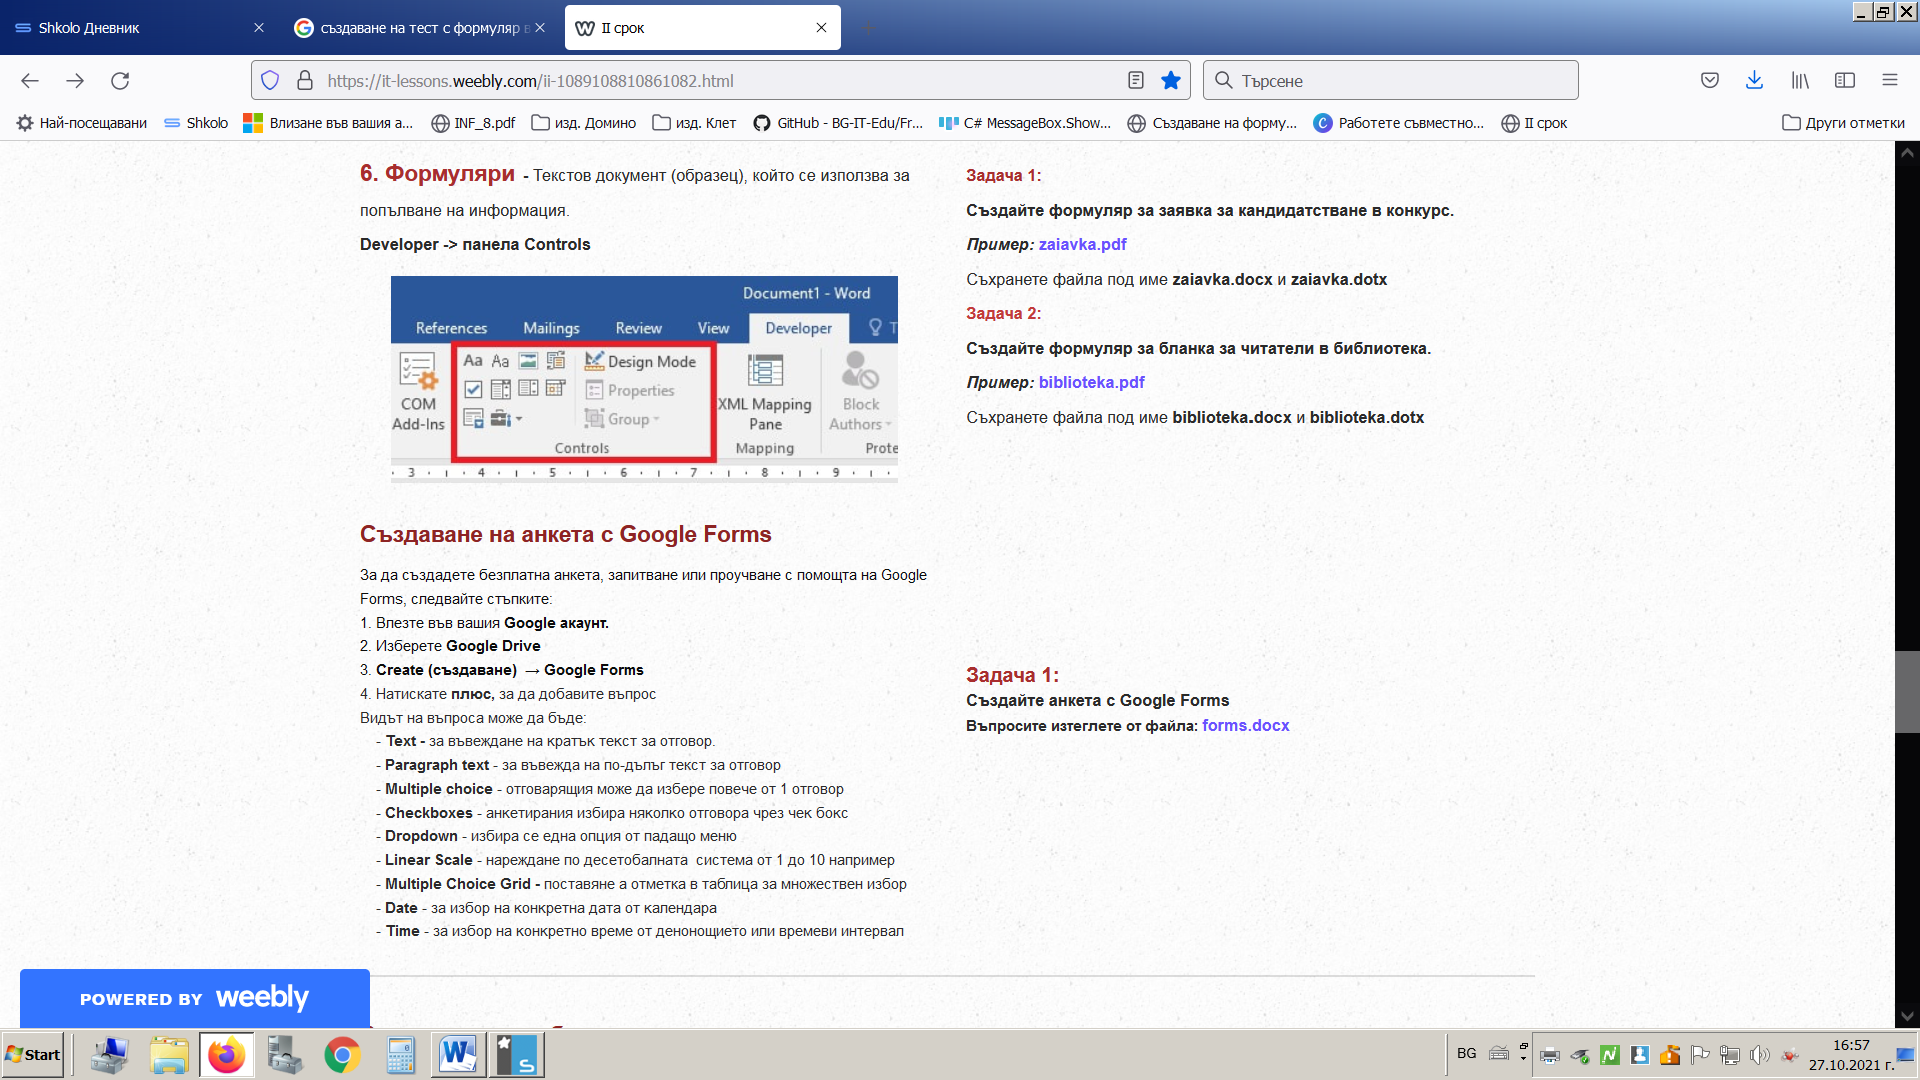 Shkolo Дневник
създаване на тест с формуляр в
II срок
https://it-lessons.weebly.com/ii-1089108810861082.html
Търсене
Най-посещавани
Shkolo
Влизане във вашия а...
INF_8.pdf
изд. Домино
изд. Клет
GitHub - BG-IT-Edu/Fr...
C# MessageBox.Show...
Създаване на форму...
Работете съвместно...
II срок
Други отметки
6. Формуляри - Текстов документ (образец), който се използва за
попълване на информация.
Developer -> панела Controls
Document1 - Word
References Mailings Review View Developer T
Aa Aa Design Mode
Properties
Group
COM
Add-Ins
Controls
XML Mapping
Pane
Mapping
Block
Authors
Prote
3 4 5 6 7 8 9
Създаване на анкета с Google Forms
За да създадете безплатна анкета, запитване или проучване с помощта на Google
Forms, следвайте стъпките:
1. Влезте във вашия Google акаунт.
2. Изберете Google Drive
3. Create (създаване) → Google Forms
4. Натискате плюс, за да добавите въпрос
Видът на въпроса може да бъде:
- Text - за въвеждане на кратък текст за отговор.
- Paragraph text - за въвежда на по-дълъг текст за отговор
- Multiple choice - отговарящия може да избере повече от 1 отговор
- Checkboxes - анкетирания избира няколко отговора чрез чек бокс
- Dropdown - избира се една опция от падащо меню
- Linear Scale - нареждане по десетобалната система от 1 до 10 например
- Multiple Choice Grid - поставяне а отметка в таблица за множествен избор
- Date - за избор на конкретна дата от календара
- Time - за избор на конкретно време от денонощието или времеви интервал
Задача 1:
Създайте формуляр за заявка за кандидатстване в конкурс.
Пример: zaiavka.pdf
Съхранете файла под име zaiavka.docx и zaiavka.dotx
Задача 2:
Създайте формуляр за бланка за читатели в библиотека.
Пример: biblioteka.pdf
Съхранете файла под име biblioteka.docx и biblioteka.dotx
Задача 1:
Създайте анкета с Google Forms
Въпросите изтеглете от файла: forms.docx
POWERED BY weebly
Start
BG
16:57
27.10.2021 г.